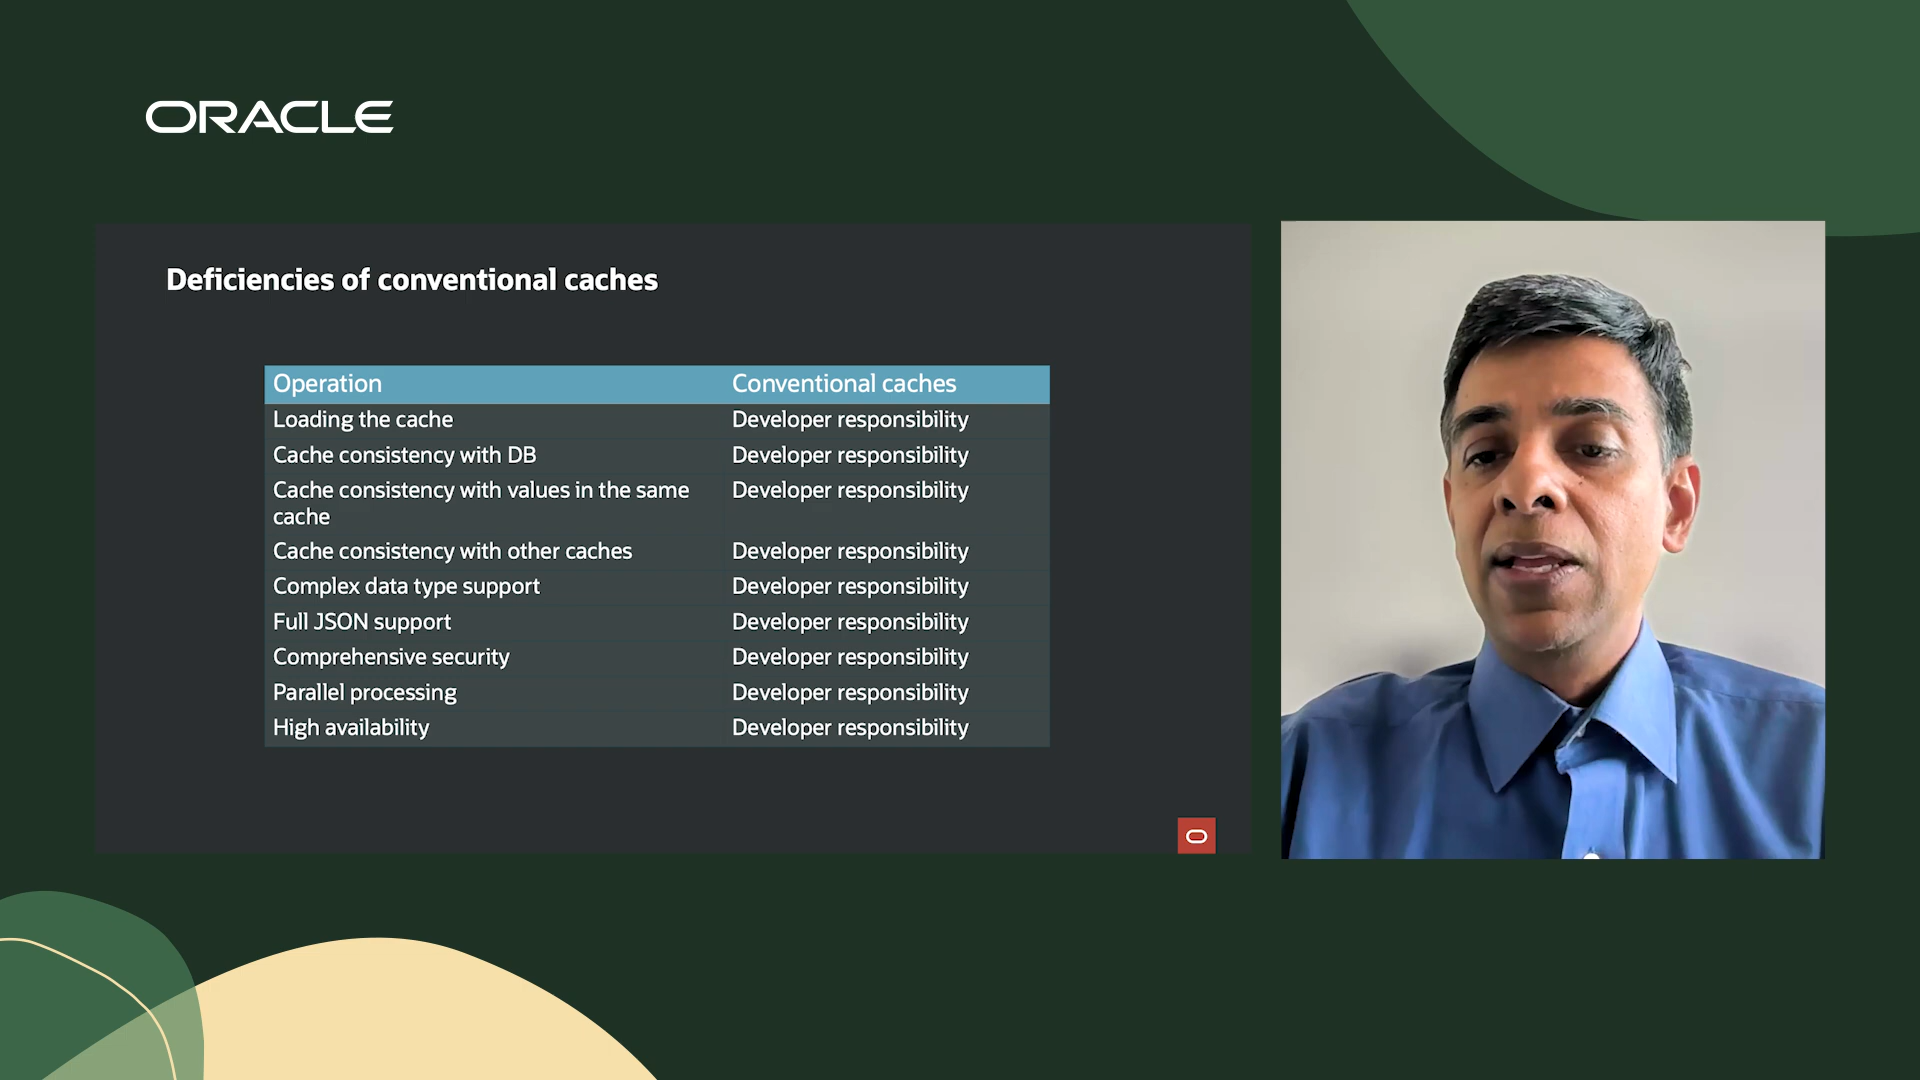 ORACLE
Deficiencies of conventional caches
Operation Conventional caches
Loading the cache Developer responsibility
Cache consistency with DB Developer responsibility
Cache consistency with values in the same Developer responsibility
cache
Cache consistency with other caches Developer responsibility
Complex data type support Developer responsibility
Full JSON support Developer responsibility
Comprehensive security Developer responsibility
Parallel processing Developer responsibility
High availability Developer responsibility